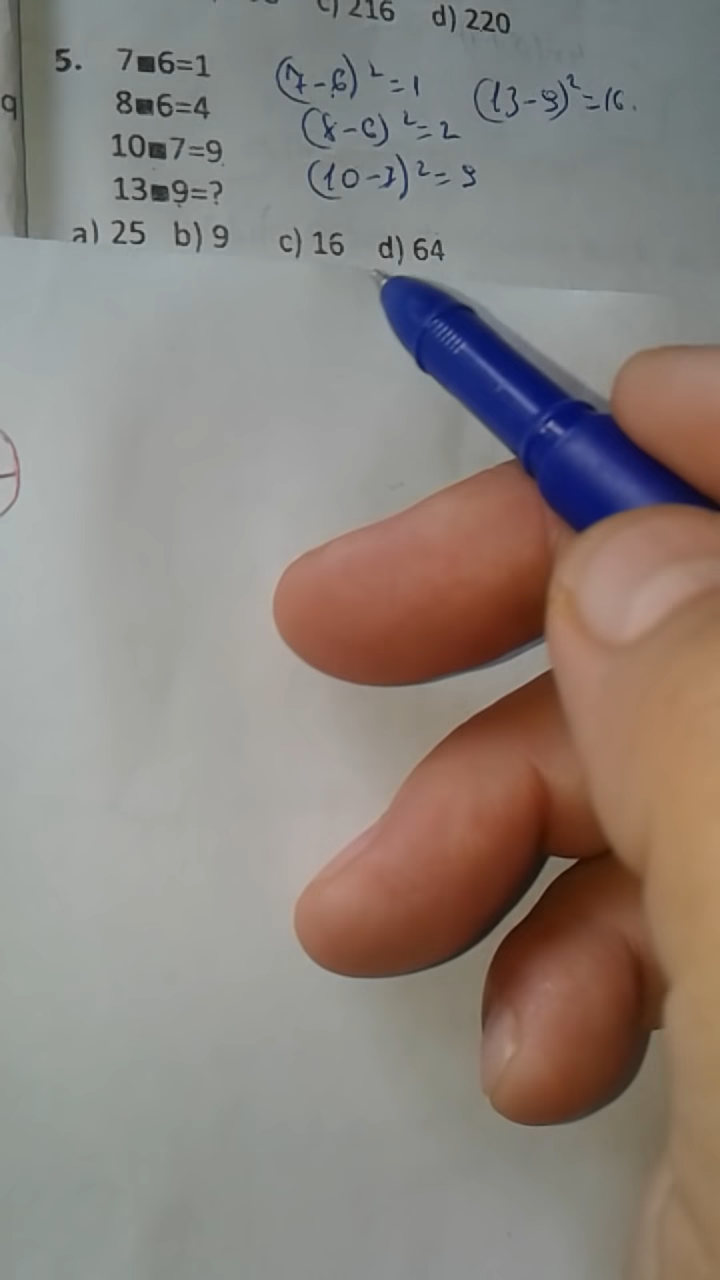 c) 216 d) 220
5. 7■6=1 (7-6)²=1 (13-9)²=16.
8■6=4 (8-6)²=2
10■7=9 (10-7)²=9
13■9=?
a) 25 b) 9 c) 16 d) 64
q